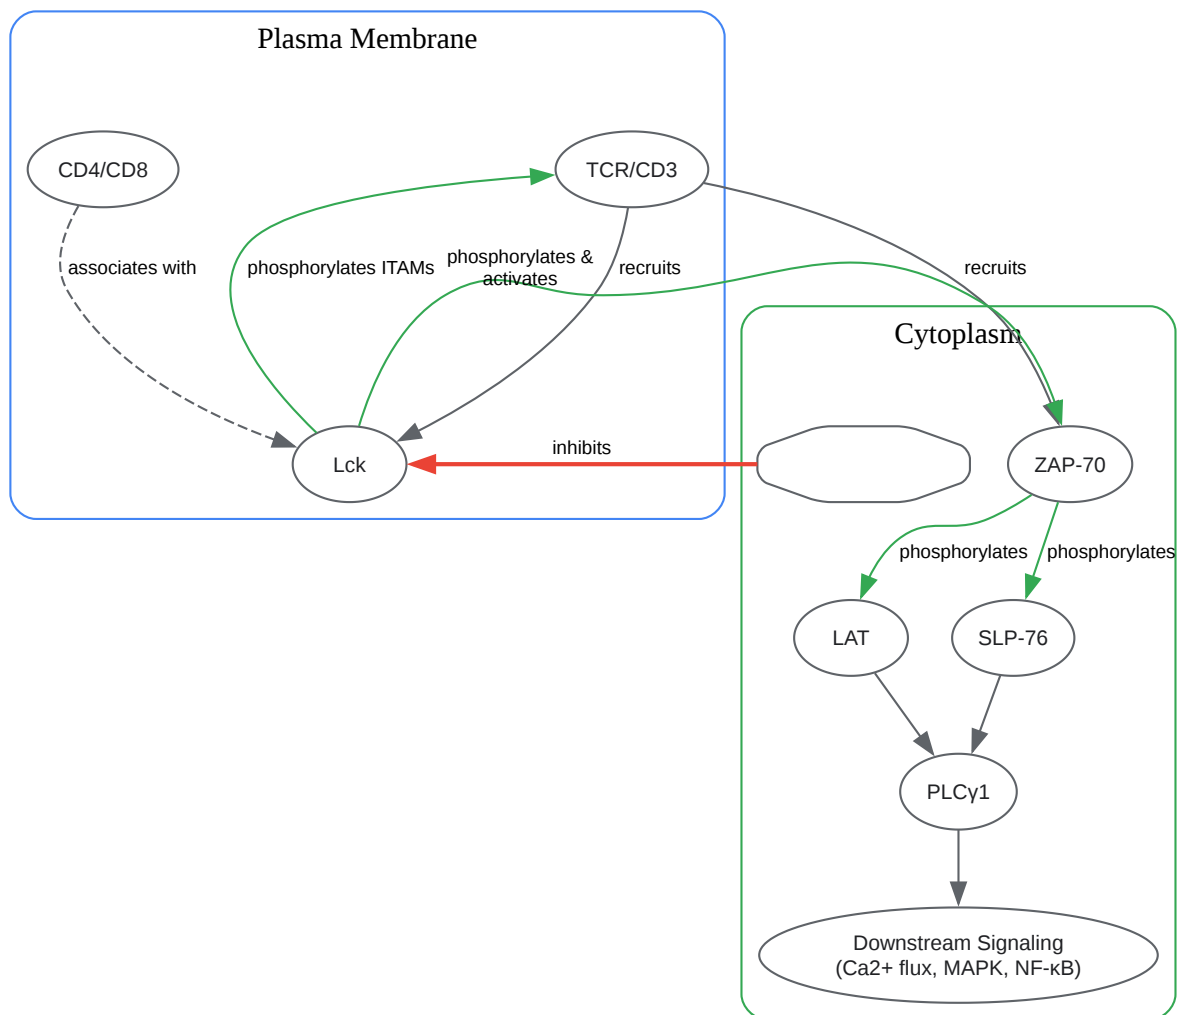 Plasma Membrane
CD4/CD8
TCR/CD3
associates with
phosphorylates ITAMs
phosphorylates &
activates
recruits
recruits
Cytoplasm
inhibits
Lck
ZAP-70
phosphorylates
phosphorylates
LAT
SLP-76
PLCγ1
Downstream Signaling
(Ca2+ flux, MAPK, NF-κB)